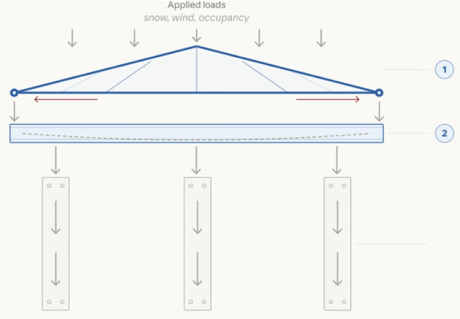 Applied loads
snow, wind, occupancy
1
2